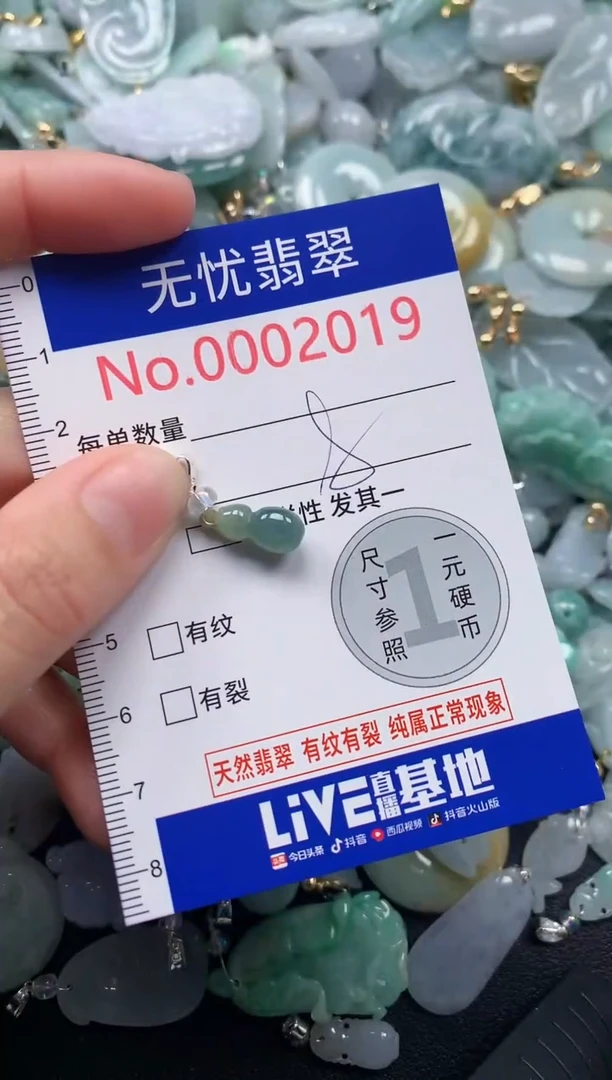 无忧翡翠
No.0002019
每单数量
8
性 发其一
尺寸参照
1
一元硬币
有纹
有裂
天然翡翠 有纹有裂 纯属正常现象
LIVE直播基地
今日头条 抖音 西瓜视频 抖音火山版
0
1
2
5
6
7
8